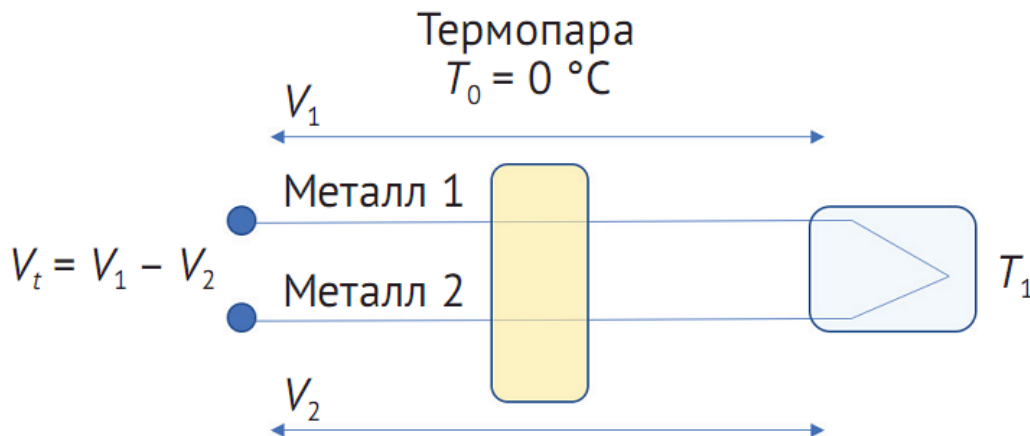 Термопара
T₀ = 0 °C
V₁
Металл 1
Vₜ = V₁ – V₂
Металл 2
T₁
V₂